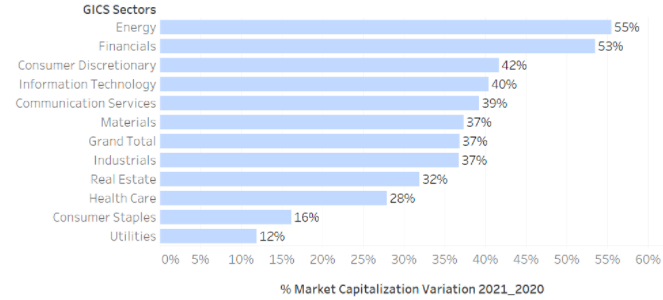 GICS Sectors
Energy 55%
Financials 53%
Consumer Discretionary 42%
Information Technology 40%
Communication Services 39%
Materials 37%
Grand Total 37%
Industrials 37%
Real Estate 32%
Health Care 28%
Consumer Staples 16%
Utilities 12%
0% 5% 10% 15% 20% 25% 30% 35% 40% 45% 50% 55% 60%
% Market Capitalization Variation 2021_2020